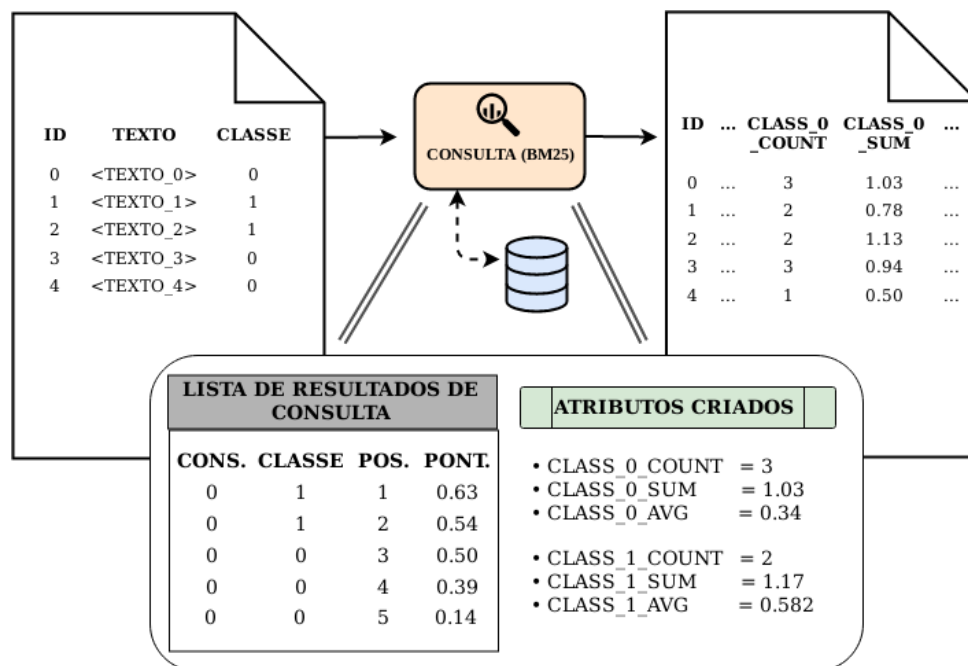 ID TEXTO CLASSE
0 <TEXTO_0> 0
1 <TEXTO_1> 1
2 <TEXTO_2> 1
3 <TEXTO_3> 0
4 <TEXTO_4> 0
CONSULTA (BM25)
ID ... CLASS_0 CLASS_0 ...
_COUNT _SUM
0 ... 3 1.03 ...
1 ... 2 0.78 ...
2 ... 2 1.13 ...
3 ... 3 0.94 ...
4 ... 1 0.50 ...
LISTA DE RESULTADOS DE
CONSULTA
CONS. CLASSE POS. PONT.
0 1 1 0.63
0 1 2 0.54
0 0 3 0.50
0 0 4 0.39
0 0 5 0.14
ATRIBUTOS CRIADOS
• CLASS_0_COUNT = 3
• CLASS_0_SUM = 1.03
• CLASS_0_AVG = 0.34
• CLASS_1_COUNT = 2
• CLASS_1_SUM = 1.17
• CLASS_1_AVG = 0.582